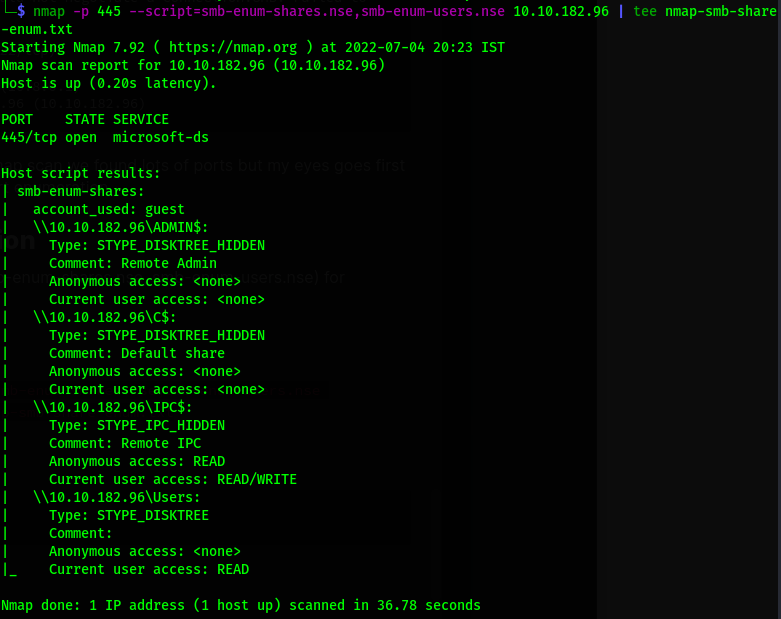 └─$ nmap -p 445 --script=smb-enum-shares.nse,smb-enum-users.nse 10.10.182.96 | tee nmap-smb-share
-enum.txt
Starting Nmap 7.92 ( https://nmap.org ) at 2022-07-04 20:23 IST
Nmap scan report for 10.10.182.96 (10.10.182.96)
Host is up (0.20s latency).
PORT    STATE SERVICE
445/tcp open  microsoft-ds
Host script results:
| smb-enum-shares:
|   account_used: guest
|   \\10.10.182.96\ADMIN$:
|     Type: STYPE_DISKTREE_HIDDEN
|     Comment: Remote Admin
|     Anonymous access: <none>
|     Current user access: <none>
|   \\10.10.182.96\C$:
|     Type: STYPE_DISKTREE_HIDDEN
|     Comment: Default share
|     Anonymous access: <none>
|     Current user access: <none>
|   \\10.10.182.96\IPC$:
|     Type: STYPE_IPC_HIDDEN
|     Comment: Remote IPC
|     Anonymous access: READ
|     Current user access: READ/WRITE
|   \\10.10.182.96\Users:
|     Type: STYPE_DISKTREE
|     Comment:
|     Anonymous access: <none>
|_    Current user access: READ
Nmap done: 1 IP address (1 host up) scanned in 36.78 seconds